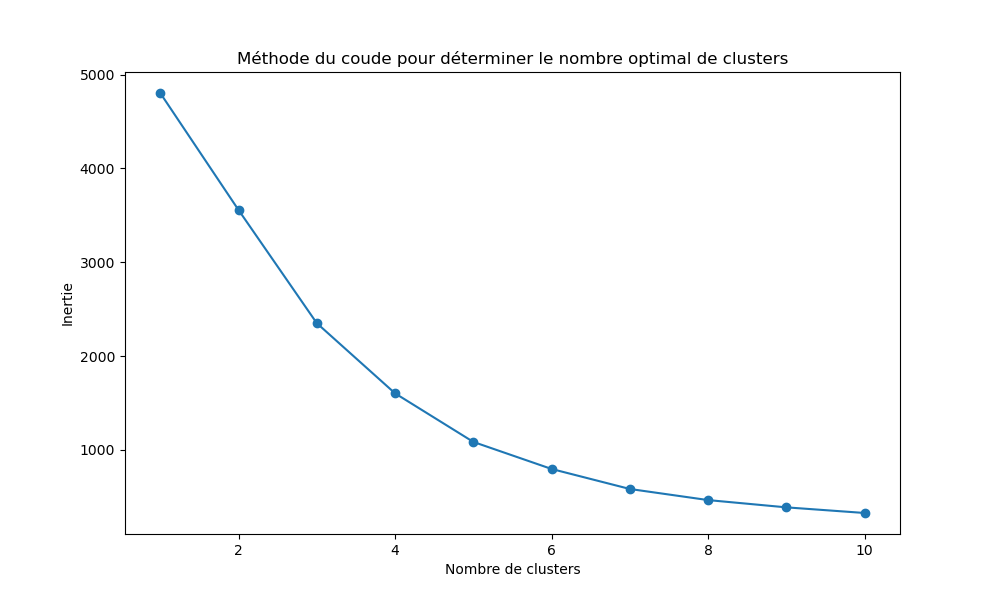 Méthode du coude pour déterminer le nombre optimal de clusters
5000
4000
3000
2000
1000
Inertie
2 4 6 8 10
Nombre de clusters